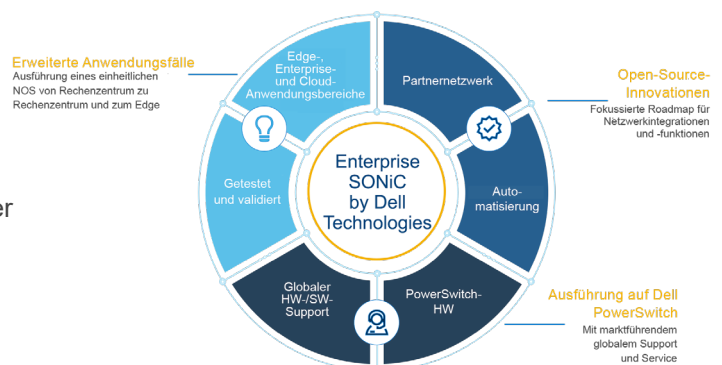 Erweiterte Anwendungsfälle
Ausführung eines einheitlichen
NOS von Rechenzentrum zu
Rechenzentrum und zum Edge
Edge-,
Enterprise-
und Cloud-
Anwendungsbereiche
Partnernetzwerk
Open-Source-
Innovationen
Fokussierte Roadmap für
Netzwerkintegrationen
und -funktionen
Enterprise
SONiC
by Dell
Technologies
Getestet
und validiert
Auto-
matisierung
er
Globaler
HW-/SW-
Support
PowerSwitch-
HW
Ausführung auf Dell
PowerSwitch
Mit marktführendem
globalem Support
und Service